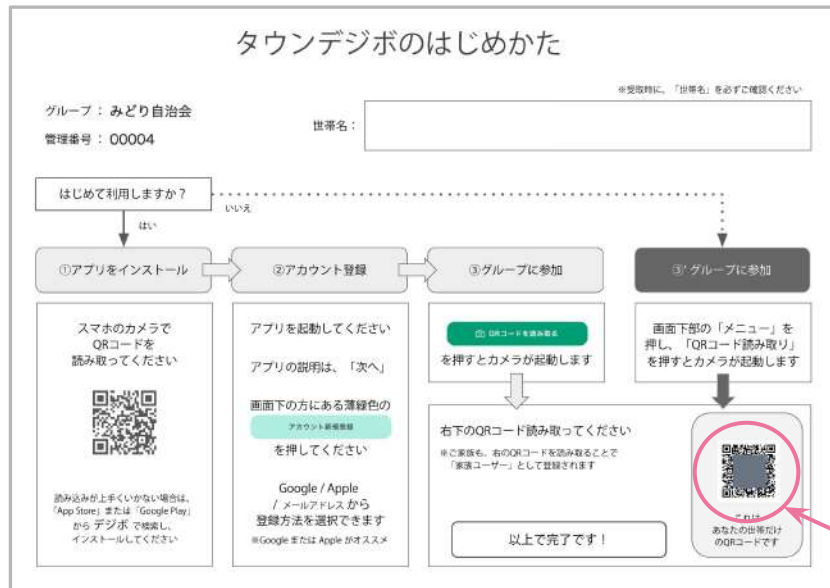 タウンデジボのはじめかた
※受取時に、「世帯名」を必ずご確認ください
グループ： みどり自治会
管理番号： 00004
世帯名：
はじめて利用しますか？
いいえ
はい
①アプリをインストール
②アカウント登録
③グループに参加
③' グループに参加
スマホのカメラで
QRコードを
読み取ってください
読み込みが上手くいかない場合は、
「App Store」または「Google Play」
から デジボ で検索し、
インストールしてください
アプリを起動してください
アプリの説明は、「次へ」
画面下の方にある薄緑色の
アカウント新規登録
を押してください
Google / Apple
/ メールアドレス から
登録方法を選択できます
※Google または Apple がオススメ
QRコードを読み取る
を押すとカメラが起動します
画面下部の「メニュー」を
押し、「QRコード読み取り」
を押すとカメラが起動します
右下のQRコード読み取ってください
※ご家族も、右のQRコードを読み取ることで
「家族ユーザー」として登録されます
以上で完了です！
これは
あなたの世帯だけ
のQRコードです